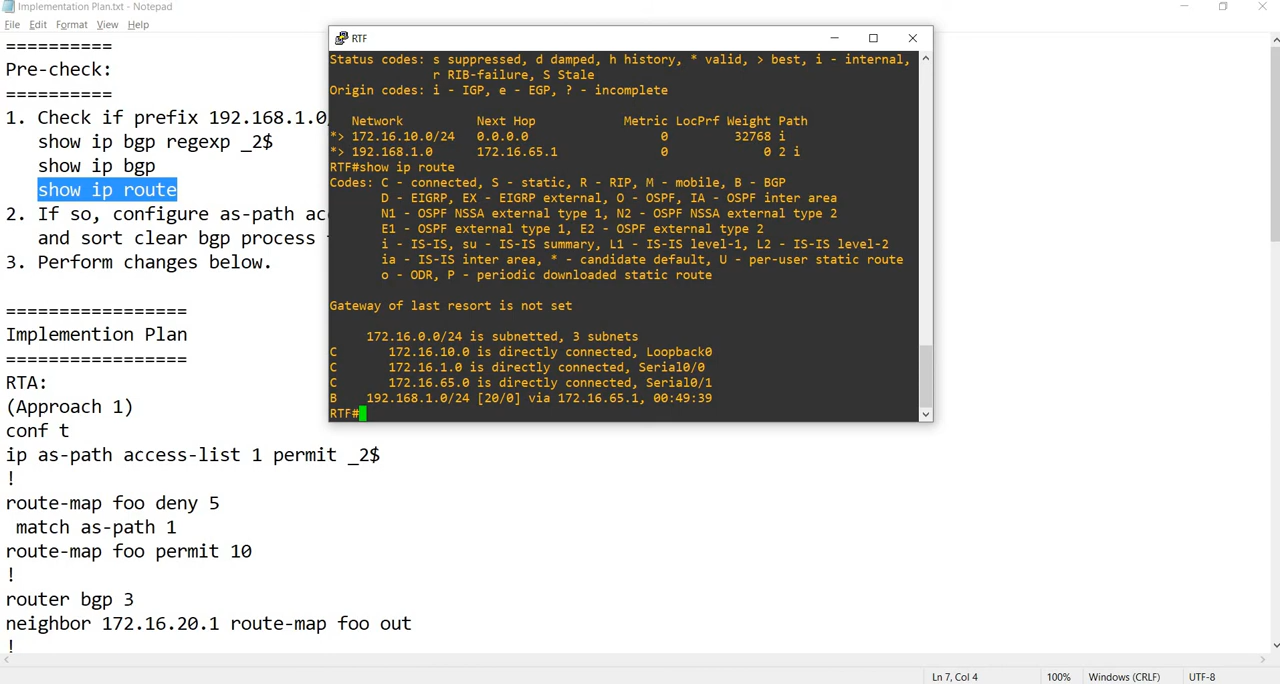 Implementation Plan.txt - Notepad
File Edit Format View Help
==========
Pre-check:
==========
1. Check if prefix 192.168.1.0
show ip bgp regexp _2$
show ip bgp
show ip route
2. If so, configure as-path acc
and sort clear bgp process
3. Perform changes below.
=================
Implemention Plan
=================
RTA:
(Approach 1)
conf t
ip as-path access-list 1 permit _2$
!
route-map foo deny 5
match as-path 1
route-map foo permit 10
!
router bgp 3
neighbor 172.16.20.1 route-map foo out
!
RTF
Status codes: s suppressed, d damped, h history, * valid, > best, i - internal,
r RIB-failure, S Stale
Origin codes: i - IGP, e - EGP, ? - incomplete
Network Next Hop Metric LocPrf Weight Path
*> 172.16.10.0/24 0.0.0.0 0 32768 i
*> 192.168.1.0 172.16.65.1 0 0 2 i
RTF#show ip route
Codes: C - connected, S - static, R - RIP, M - mobile, B - BGP
D - EIGRP, EX - EIGRP external, O - OSPF, IA - OSPF inter area
N1 - OSPF NSSA external type 1, N2 - OSPF NSSA external type 2
E1 - OSPF external type 1, E2 - OSPF external type 2
i - IS-IS, su - IS-IS summary, L1 - IS-IS level-1, L2 - IS-IS level-2
ia - IS-IS inter area, * - candidate default, U - per-user static route
o - ODR, P - periodic downloaded static route
Gateway of last resort is not set
172.16.0.0/24 is subnetted, 3 subnets
C 172.16.10.0 is directly connected, Loopback0
C 172.16.1.0 is directly connected, Serial0/0
C 172.16.65.0 is directly connected, Serial0/1
B 192.168.1.0/24 [20/0] via 172.16.65.1, 00:49:39
RTF#
Ln 7, Col 4 100% Windows (CRLF) UTF-8